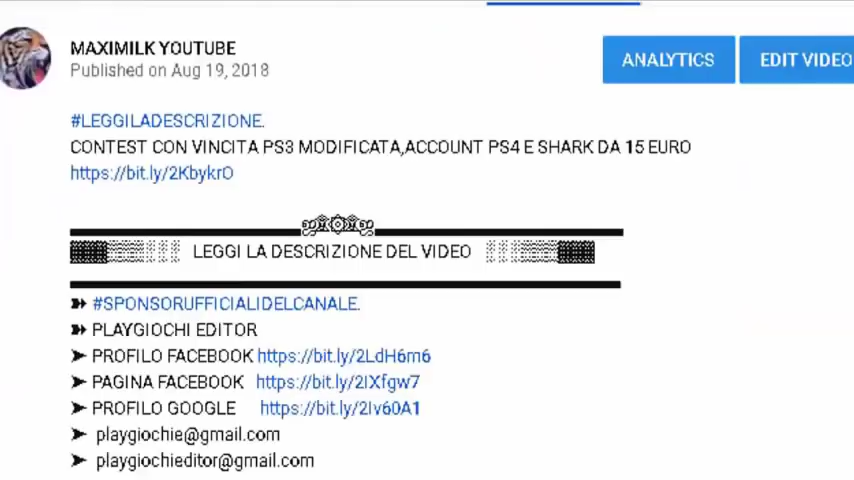 MAXIMILK YOUTUBE
Published on Aug 19, 2018
ANALYTICS
EDIT VIDEO
#LEGGILADESCRIZIONE.
CONTEST CON VINCITA PS3 MODIFICATA,ACCOUNT PS4 E SHARK DA 15 EURO
https://bit.ly/2KbykrO
LEGGI LA DESCRIZIONE DEL VIDEO
➽ #SPONSORUFFICIALIDELCANALE.
➽ PLAYGIOCHI EDITOR
➤ PROFILO FACEBOOK https://bit.ly/2LdH6m6
➤ PAGINA FACEBOOK https://bit.ly/2IXfgw7
➤ PROFILO GOOGLE https://bit.ly/2Iv60A1
➤ playgiochie@gmail.com
➤ playgiochieditor@gmail.com